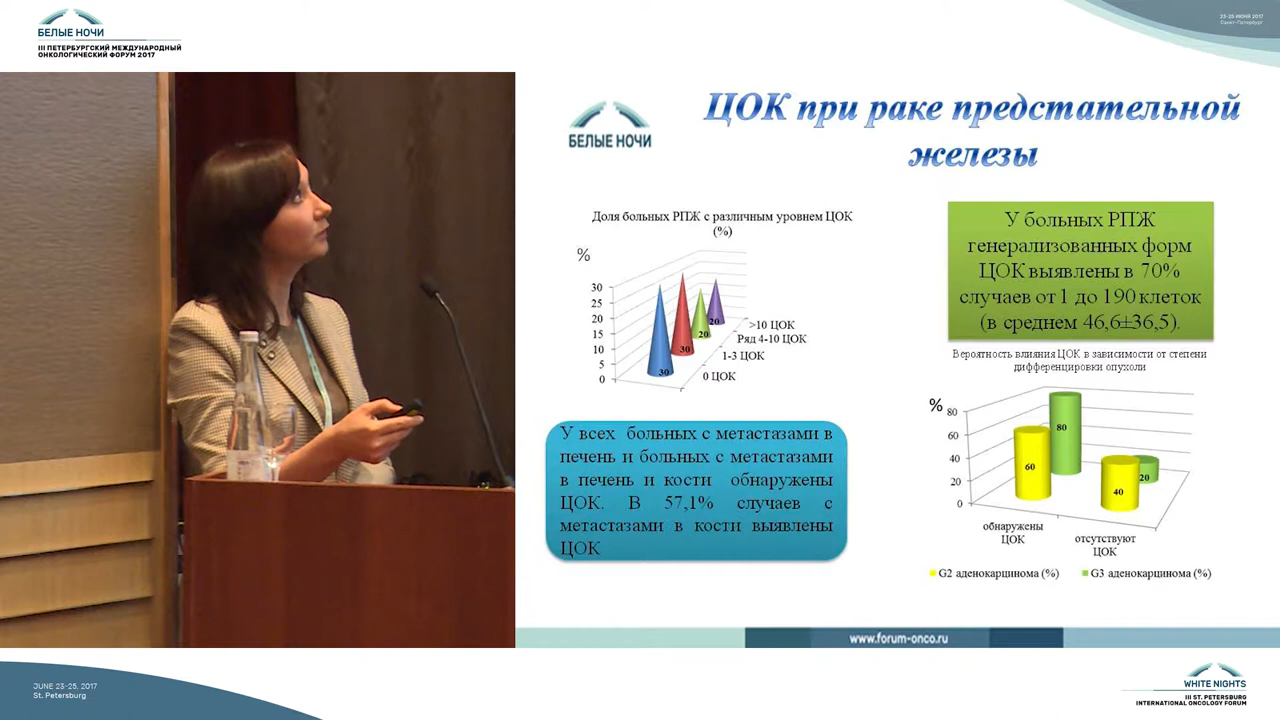 БЕЛЫЕ НОЧИ
III ПЕТЕРБУРГСКИЙ МЕЖДУНАРОДНЫЙ
ОНКОЛОГИЧЕСКИЙ ФОРУМ 2017
23-25 ИЮНЯ 2017
Санкт-Петербург
БЕЛЫЕ НОЧИ
ЦОК при раке предстательной
железы
Доля больных РПЖ с различным уровнем ЦОК
(%)
%
30
25
20
15
10
5
0
30
30
20
20
>10 ЦОК
Ряд 4-10 ЦОК
1-3 ЦОК
0 ЦОК
У больных РПЖ
генерализованных форм
ЦОК выявлены в 70%
случаев от 1 до 190 клеток
(в среднем 46,6±36,5).
У всех больных с метастазами в
печень и больных с метастазами
в печень и кости обнаружены
ЦОК. В 57,1% случаев с
метастазами в кости выявлены
ЦОК
Вероятность влияния ЦОК в зависимости от степени
дифференцировки опухоли
%
80
60
40
20
0
60
80
40
20
обнаружены
ЦОК
отсутствуют
ЦОК
G2 аденокарцинома (%)
G3 аденокарцинома (%)
www.forum-onco.ru
JUNE 23-25, 2017
St. Petersburg
WHITE NIGHTS
III ST. PETERSBURG
INTERNATIONAL ONCOLOGY FORUM